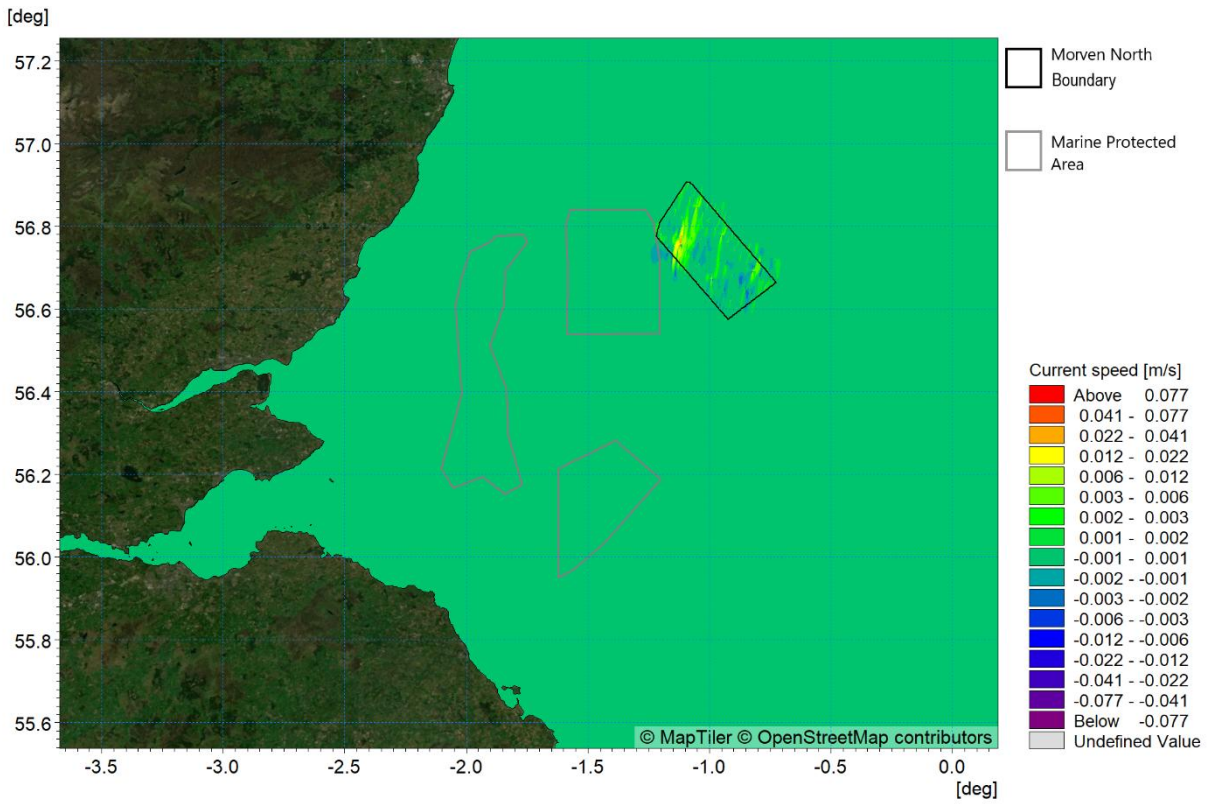 [deg]
57.2
57.0
56.8
56.6
56.4
56.2
56.0
55.8
55.6
-3.5
-3.0
-2.5
-2.0
-1.5
-1.0
-0.5
0.0
[deg]
© MapTiler © OpenStreetMap contributors
Morven North
Boundary
Marine Protected
Area
Current speed [m/s]
Above 0.077
0.041 - 0.077
0.022 - 0.041
0.012 - 0.022
0.006 - 0.012
0.003 - 0.006
0.002 - 0.003
0.001 - 0.002
-0.001 - 0.001
-0.002 - -0.001
-0.003 - -0.002
-0.006 - -0.003
-0.012 - -0.006
-0.022 - -0.012
-0.041 - -0.022
-0.077 - -0.041
Below -0.077
Undefined Value